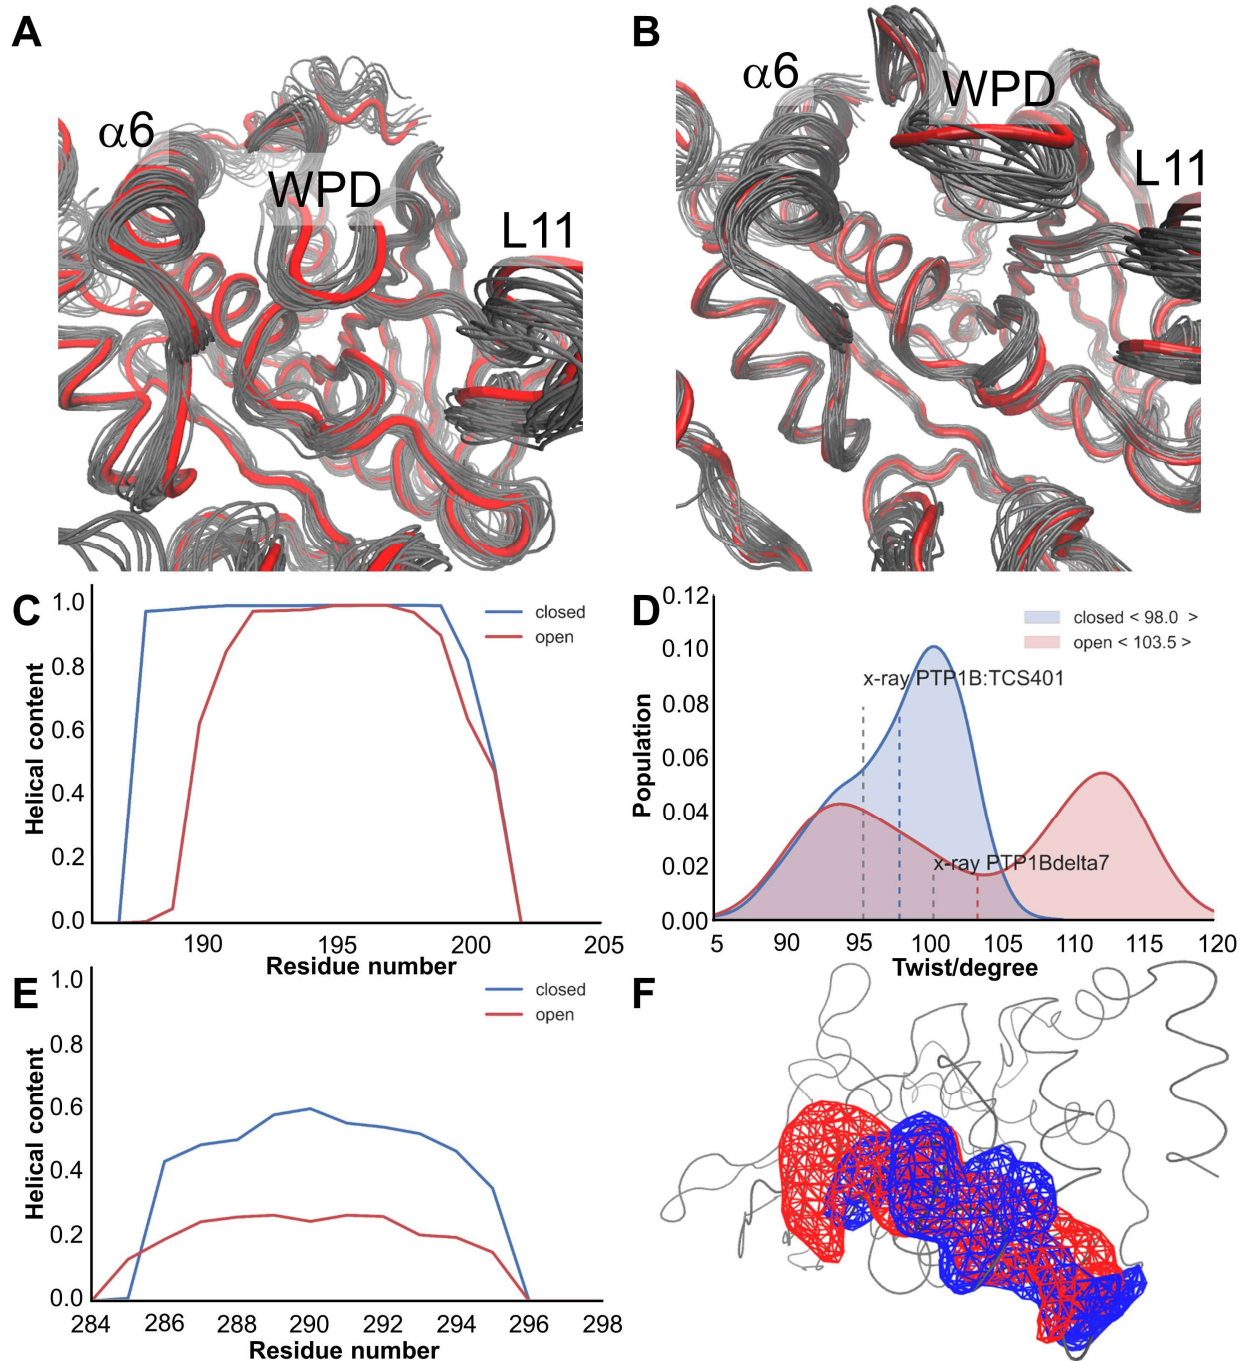 A
α6
WPD
L11
B
α6
WPD
L11
C
1.0
0.8
0.6
0.4
0.2
0.0
Helical content
closed
open
190
195
200
205
Residue number
D
0.12
0.10
0.08
0.06
0.04
0.02
0.00
Population
closed < 98.0 >
open < 103.5 >
x-ray PTP1B:TCS401
x-ray PTP1Bdelta7
5
90
95
100
105
110
115
120
Twist/degree
E
1.0
0.8
0.6
0.4
0.2
0.0
Helical content
closed
open
284
286
288
290
292
294
296
298
Residue number
F